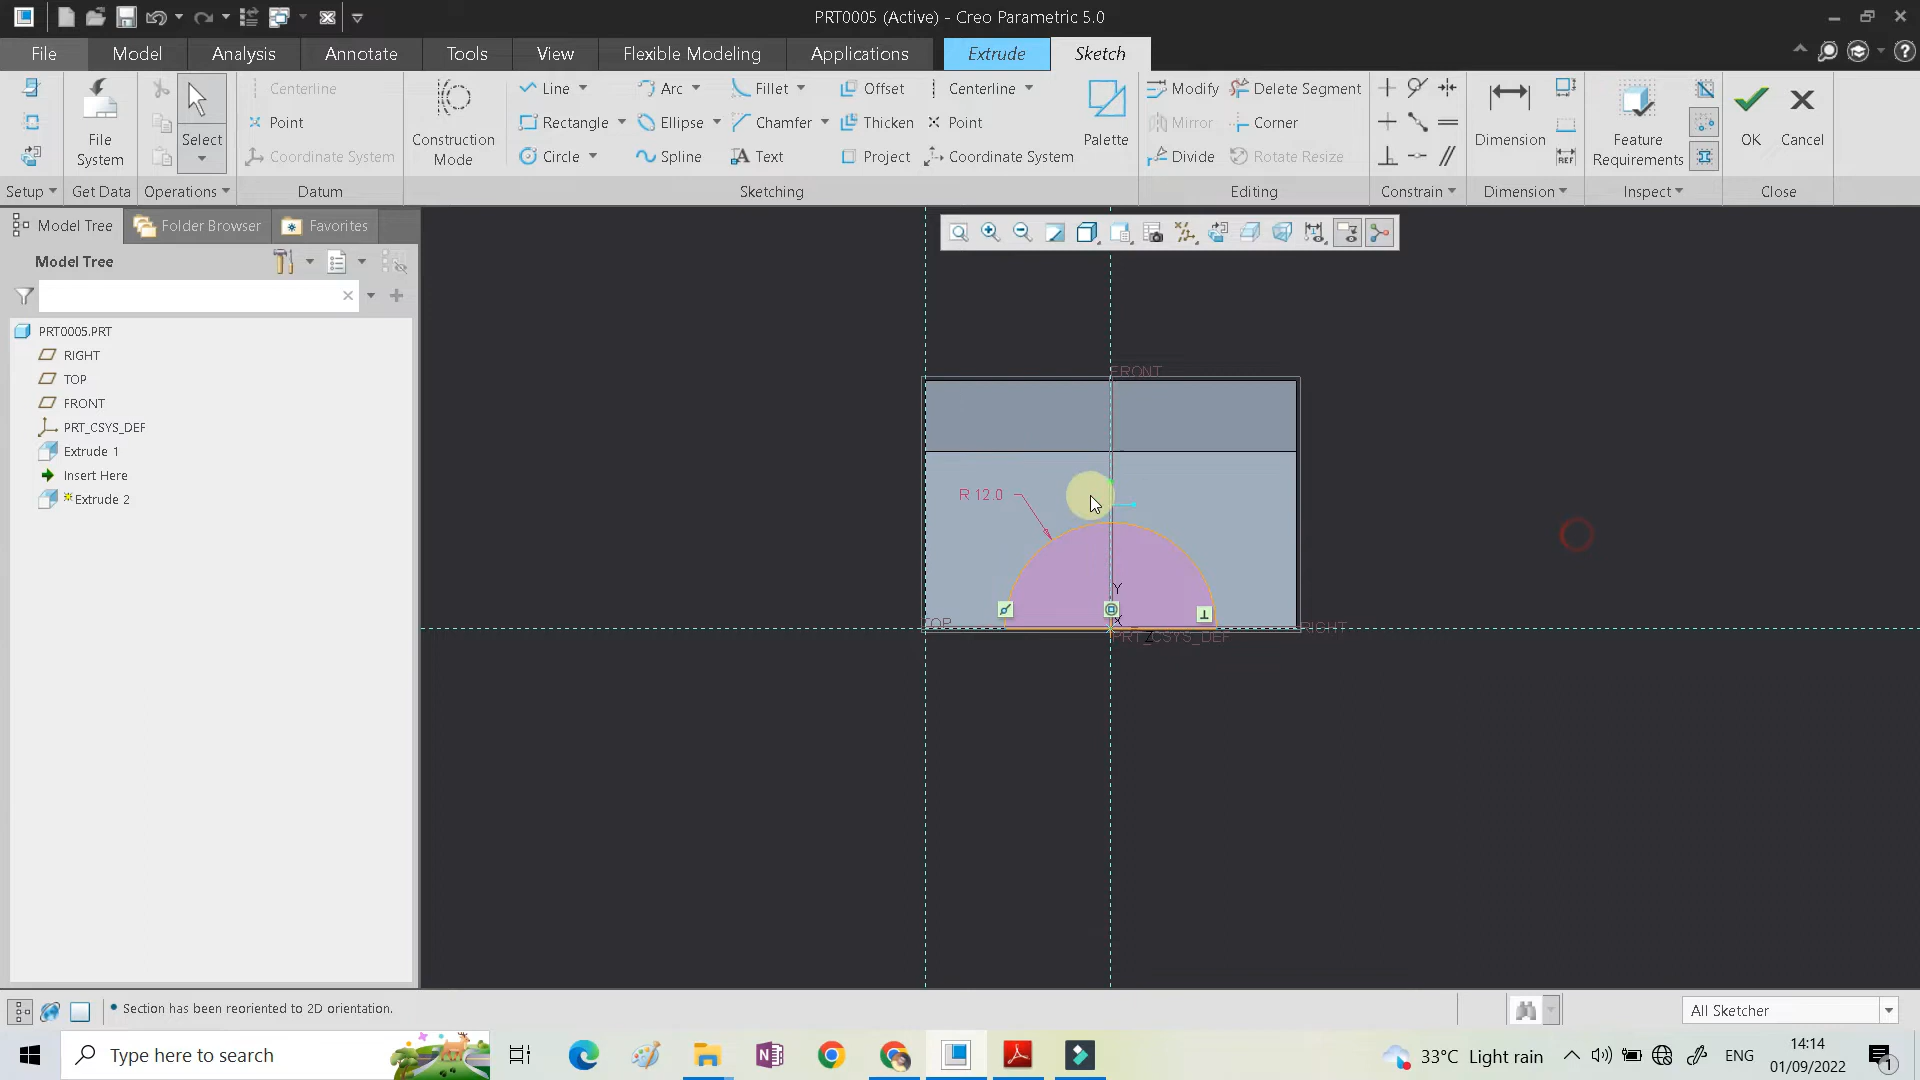 PRT0005 (Active) - Creo Parametric 5.0
File Model Analysis Annotate Tools View Flexible Modeling Applications Extrude Sketch
Centerline
Point
Coordinate System
File System
Select
Construction Mode
Line Arc Fillet Offset Centerline
Rectangle Ellipse Chamfer Thicken Point
Circle Spline Text Project Coordinate System
Palette
Modify Delete Segment
Mirror Corner
Divide Rotate Resize
Dimension
REF
Feature Requirements
OK
Cancel
Setup Get Data Operations Datum Sketching Editing Constrain Dimension Inspect Close
Model Tree Folder Browser Favorites
Model Tree
PRT0005.PRT
RIGHT
TOP
FRONT
PRT_CSYS_DEF
Extrude 1
Insert Here
Extrude 2
FRONT
R 12.0
Y
TOP
X
RIGHT
PRT_CSYS_DEF
Z
• Section has been reoriented to 2D orientation.
All Sketcher
Type here to search
33°C Light rain
ENG
14:14
01/09/2022
1